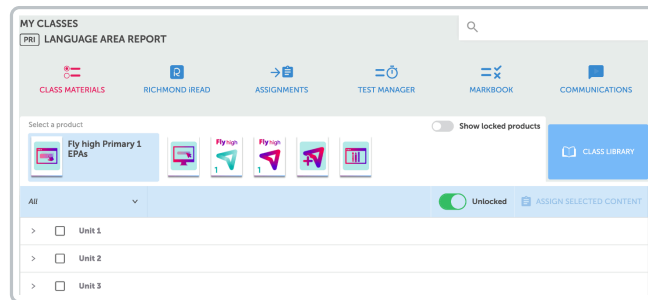 MY CLASSES
PRI LANGUAGE AREA REPORT
CLASS MATERIALS
RICHMOND iREAD
ASSIGNMENTS
TEST MANAGER
MARKBOOK
COMMUNICATIONS
Select a product
Show locked products
Fly high Primary 1
EPAs
Fly high
1
Fly high
1
CLASS LIBRARY
All
Unlocked
ASSIGN SELECTED CONTENT
Unit 1
Unit 2
Unit 3